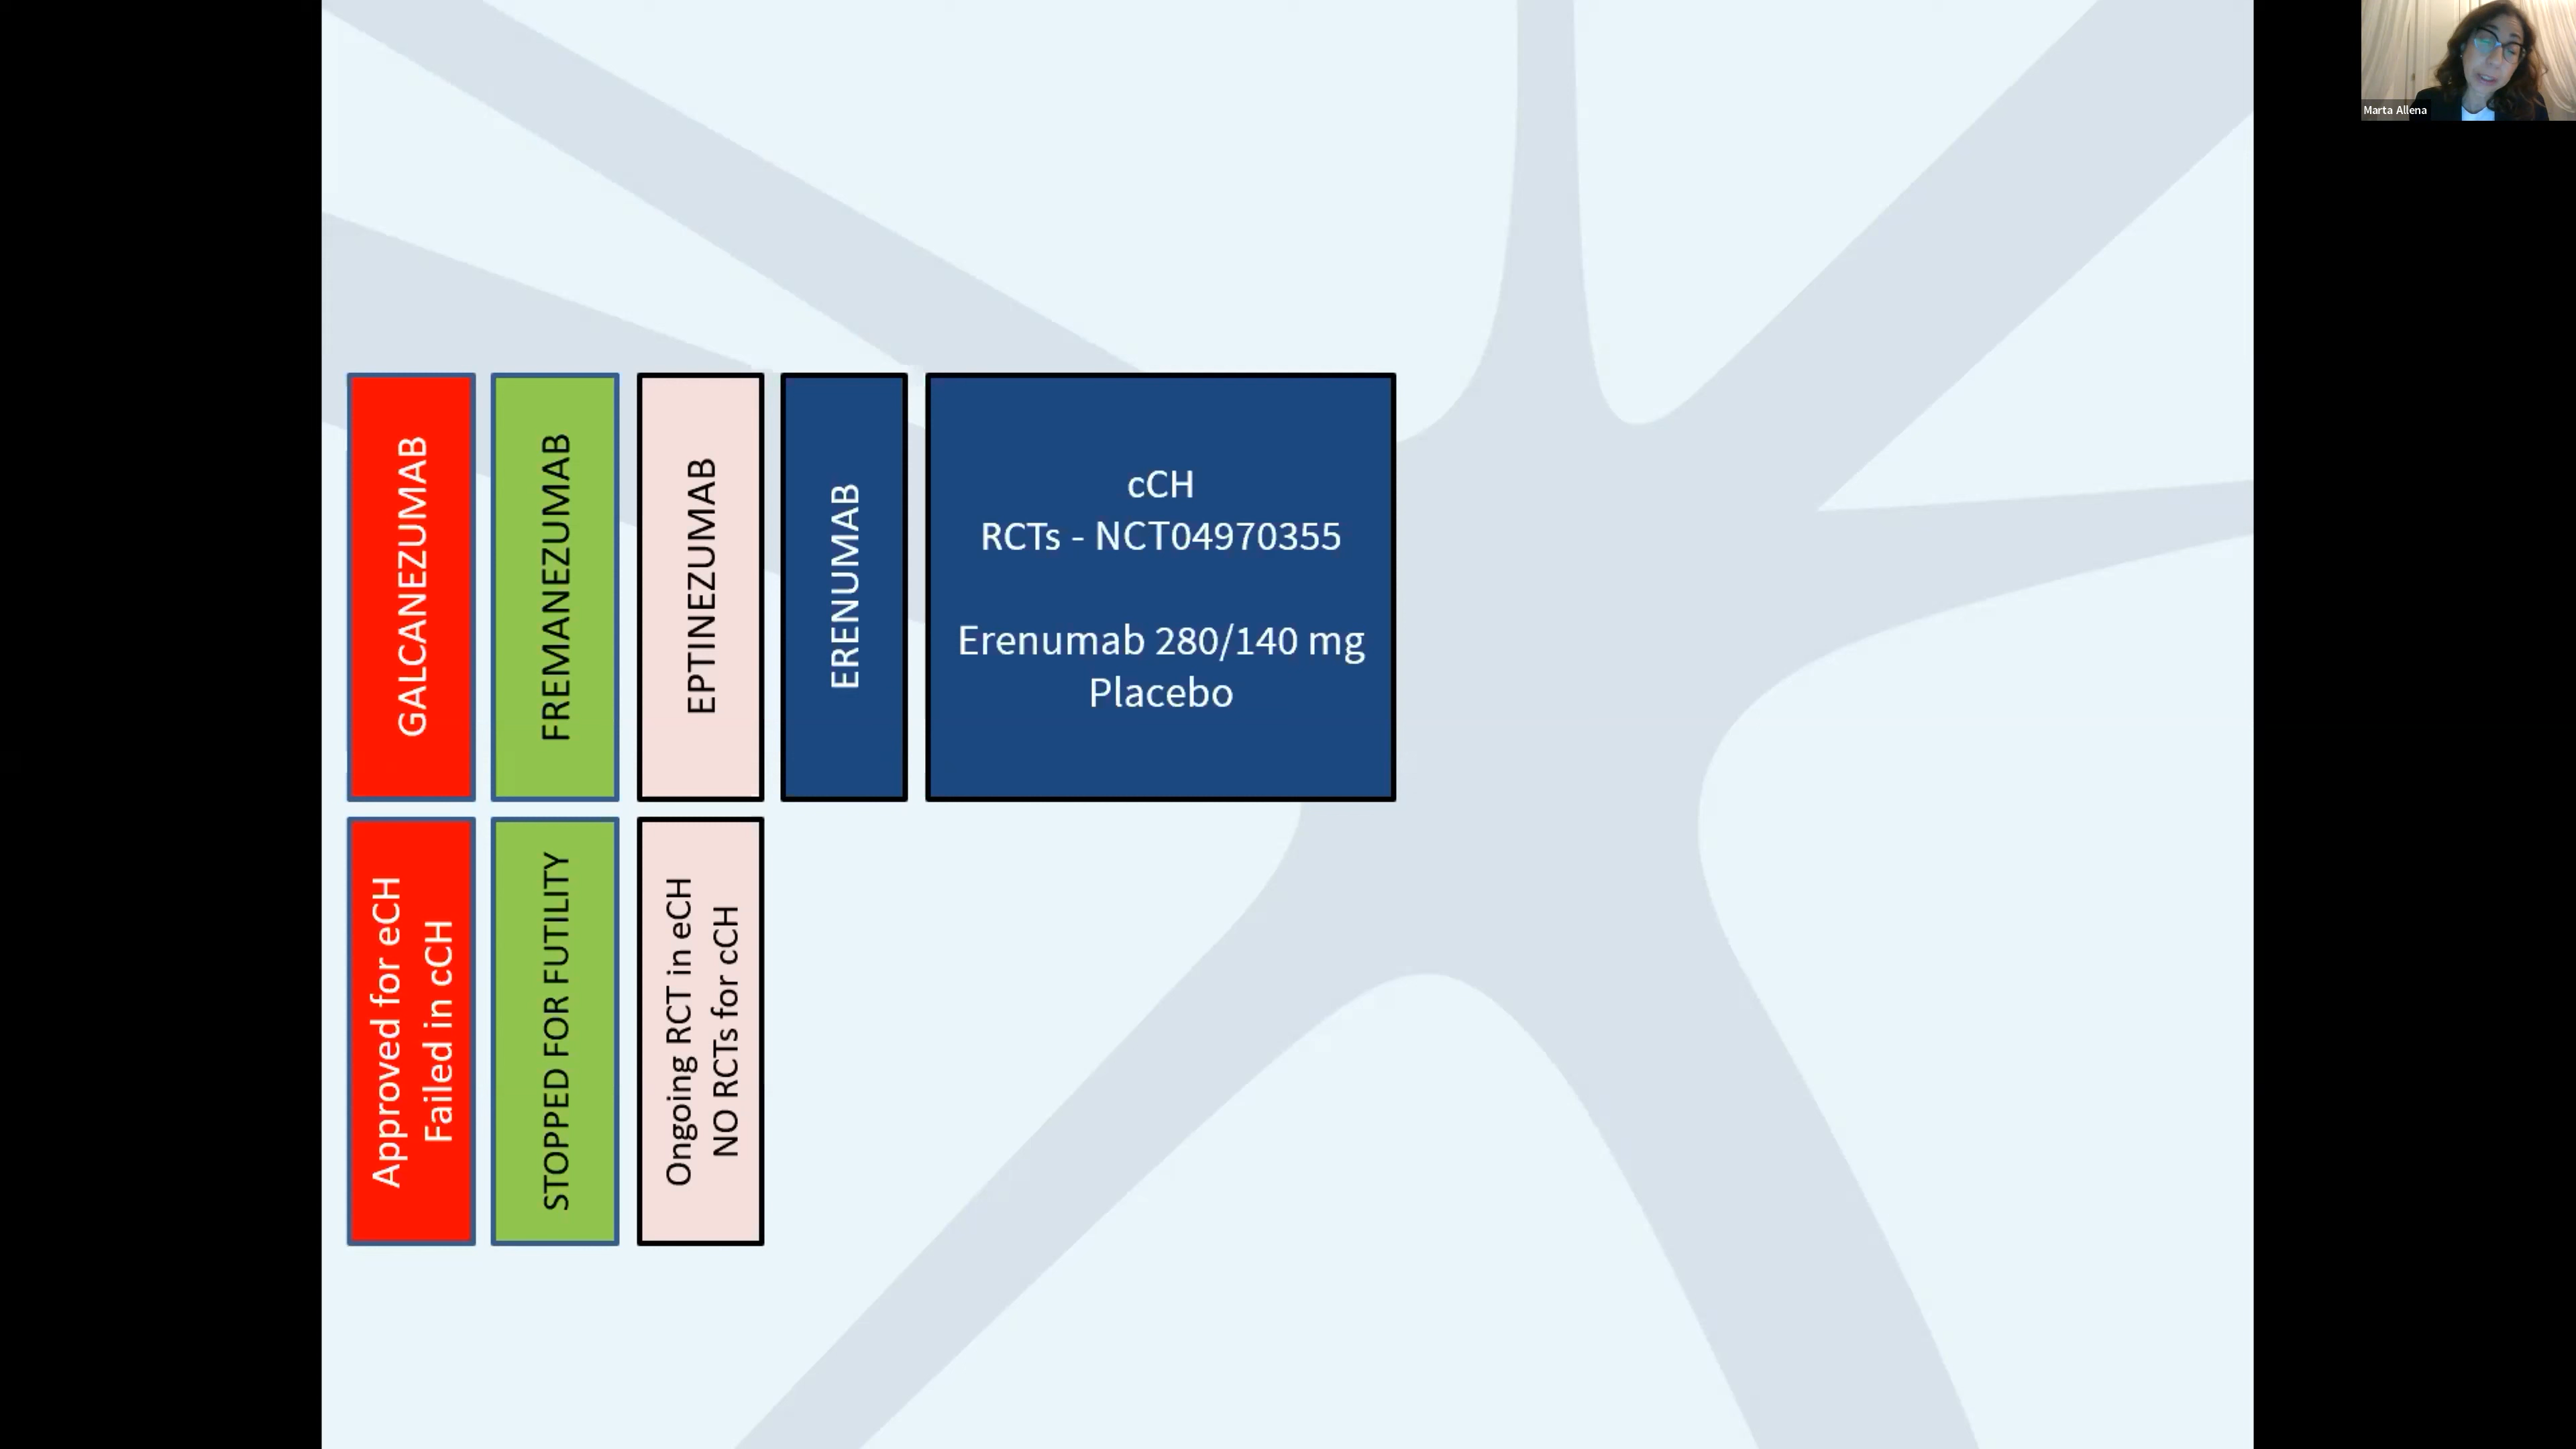 GALCANEZUMAB
FREMANEZUMAB
EPTINEZUMAB
ERENUMAB
cCH
RCTs - NCT04970355
Erenumab 280/140 mg
Placebo
Approved for eCH
Failed in cCH
STOPPED FOR FUTILITY
Ongoing RCT in eCH
NO RCTs for cCH
Marta Allena